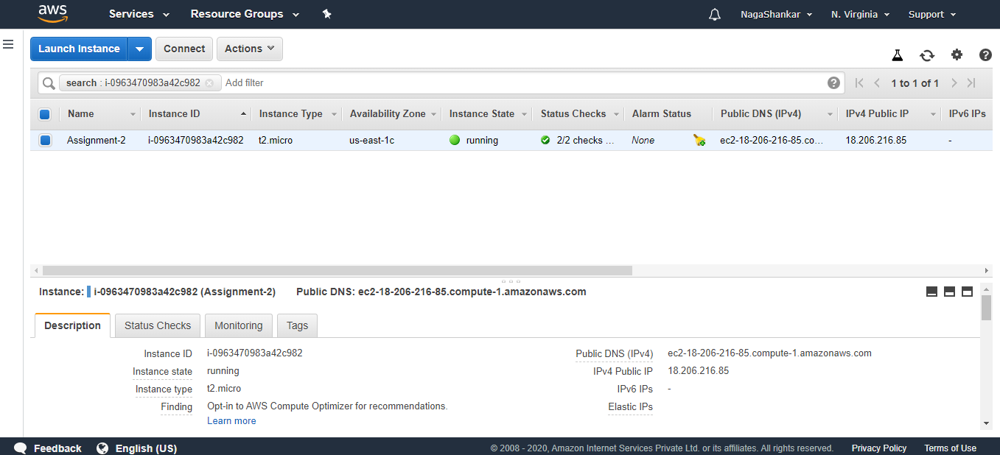 aws Services Resource Groups NagaShankar N. Virginia Support
Launch Instance Connect Actions
search : i-0963470983a42c982 Add filter 1 to 1 of 1
Name Instance ID Instance Type Availability Zone Instance State Status Checks Alarm Status Public DNS (IPv4) IPv4 Public IP IPv6 IPs
Assignment-2 i-0963470983a42c982 t2.micro us-east-1c running 2/2 checks ... None ec2-18-206-216-85.co... 18.206.216.85 -
Instance: i-0963470983a42c982 (Assignment-2) Public DNS: ec2-18-206-216-85.compute-1.amazonaws.com
Description Status Checks Monitoring Tags
Instance ID i-0963470983a42c982 Public DNS (IPv4) ec2-18-206-216-85.compute-1.amazonaws.com
Instance state running IPv4 Public IP 18.206.216.85
Instance type t2.micro IPv6 IPs -
Finding Opt-in to AWS Compute Optimizer for recommendations. Elastic IPs
Learn more
Feedback English (US) © 2008 - 2020, Amazon Internet Services Private Ltd. or its affiliates. All rights reserved. Privacy Policy Terms of Use